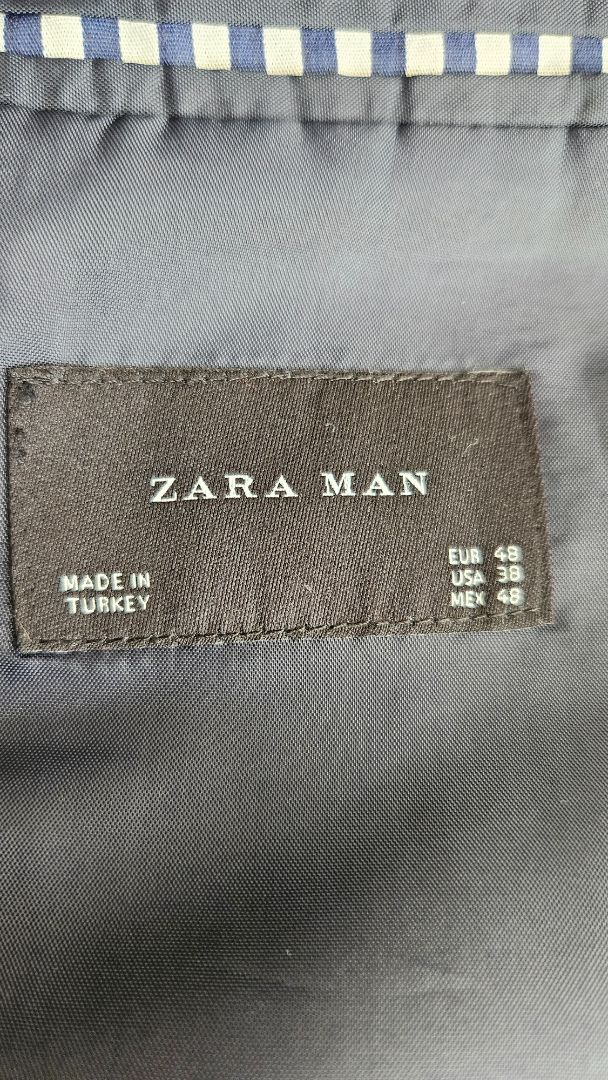 ZARA MAN
MADE IN
TURKEY
EUR 48
USA 38
MEX 48